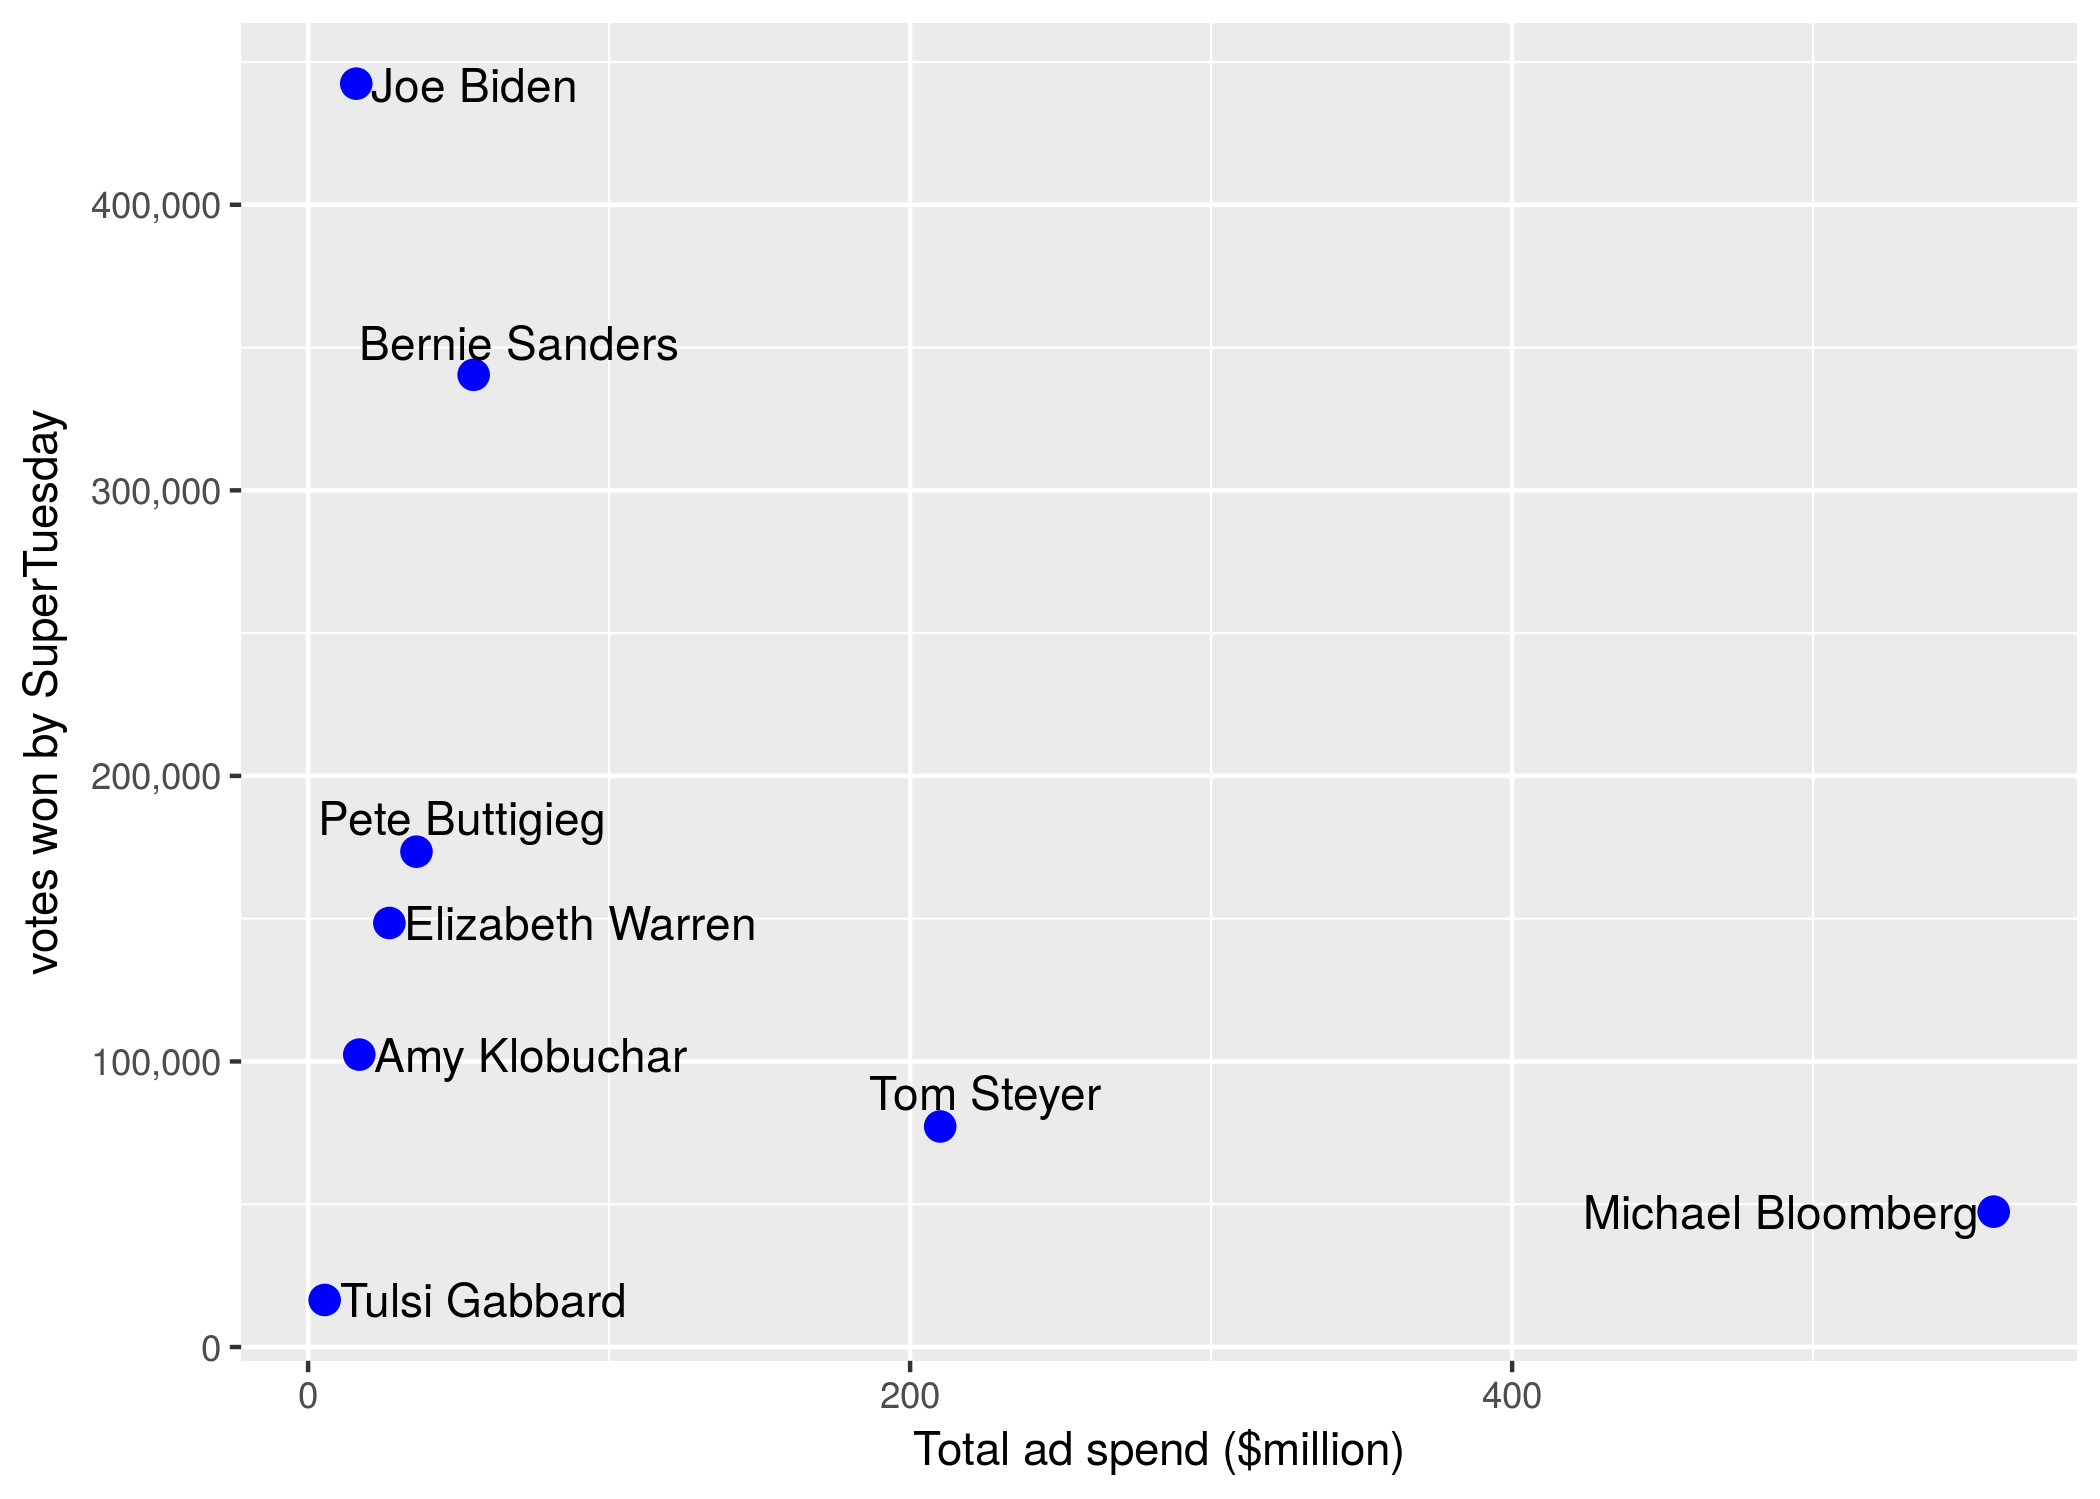 Joe Biden
400,000
Bernie Sanders
300,000
votes won by SuperTuesday
200,000
Pete Buttigieg
Elizabeth Warren
100,000
Amy Klobuchar
Tom Steyer
Michael Bloomberg
Tulsi Gabbard
0
0 200 400
Total ad spend ($million)